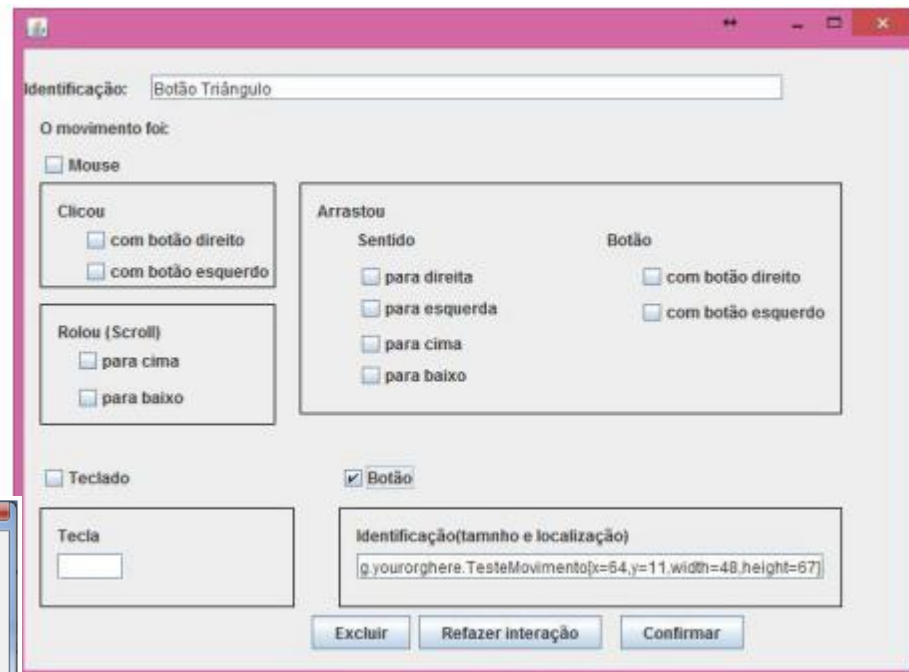 Identificação: Botão Triângulo
O movimento foi:
Mouse
Clicou
com botão direito
com botão esquerdo
Rolou (Scroll)
para cima
para baixo
Arrastou
Sentido
para direita
para esquerda
para cima
para baixo
Botão
com botão direito
com botão esquerdo
Teclado
Tecla
Botão
Identificação(tamnho e localização)
g.yourorghere.TesteMovimento[x=64,y=11,width=48,height=67]
Excluir Refazer interação Confirmar